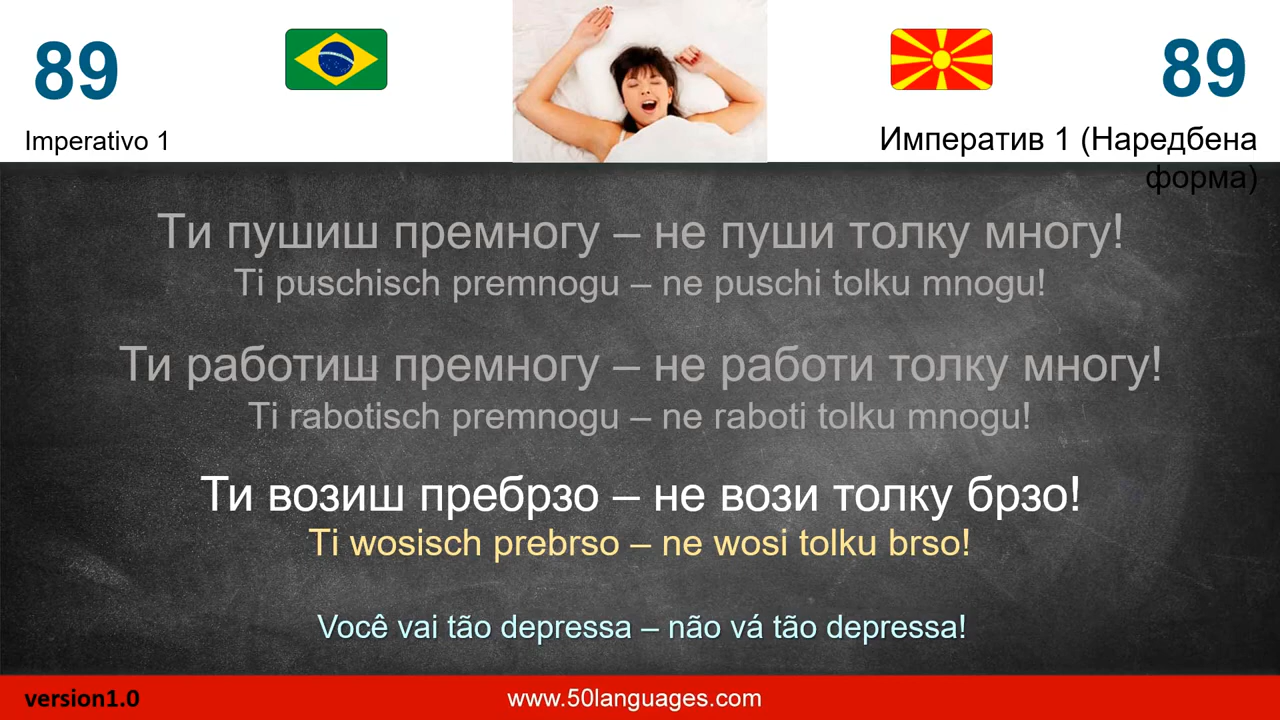 89
89
Imperativo 1
Императив 1 (Наредбена
форма)
Ти пушиш премногу – не пуши толку многу!
Ti puschisch premnogu – ne puschi tolku mnogu!
Ти работиш премногу – не работи толку многу!
Ti rabotisch premnogu – ne raboti tolku mnogu!
Ти возиш пребрзо – не вози толку брзо!
Ti wosisch prebrso – ne wosi tolku brso!
Você vai tão depressa – não vá tão depressa!
version1.0
www.50languages.com